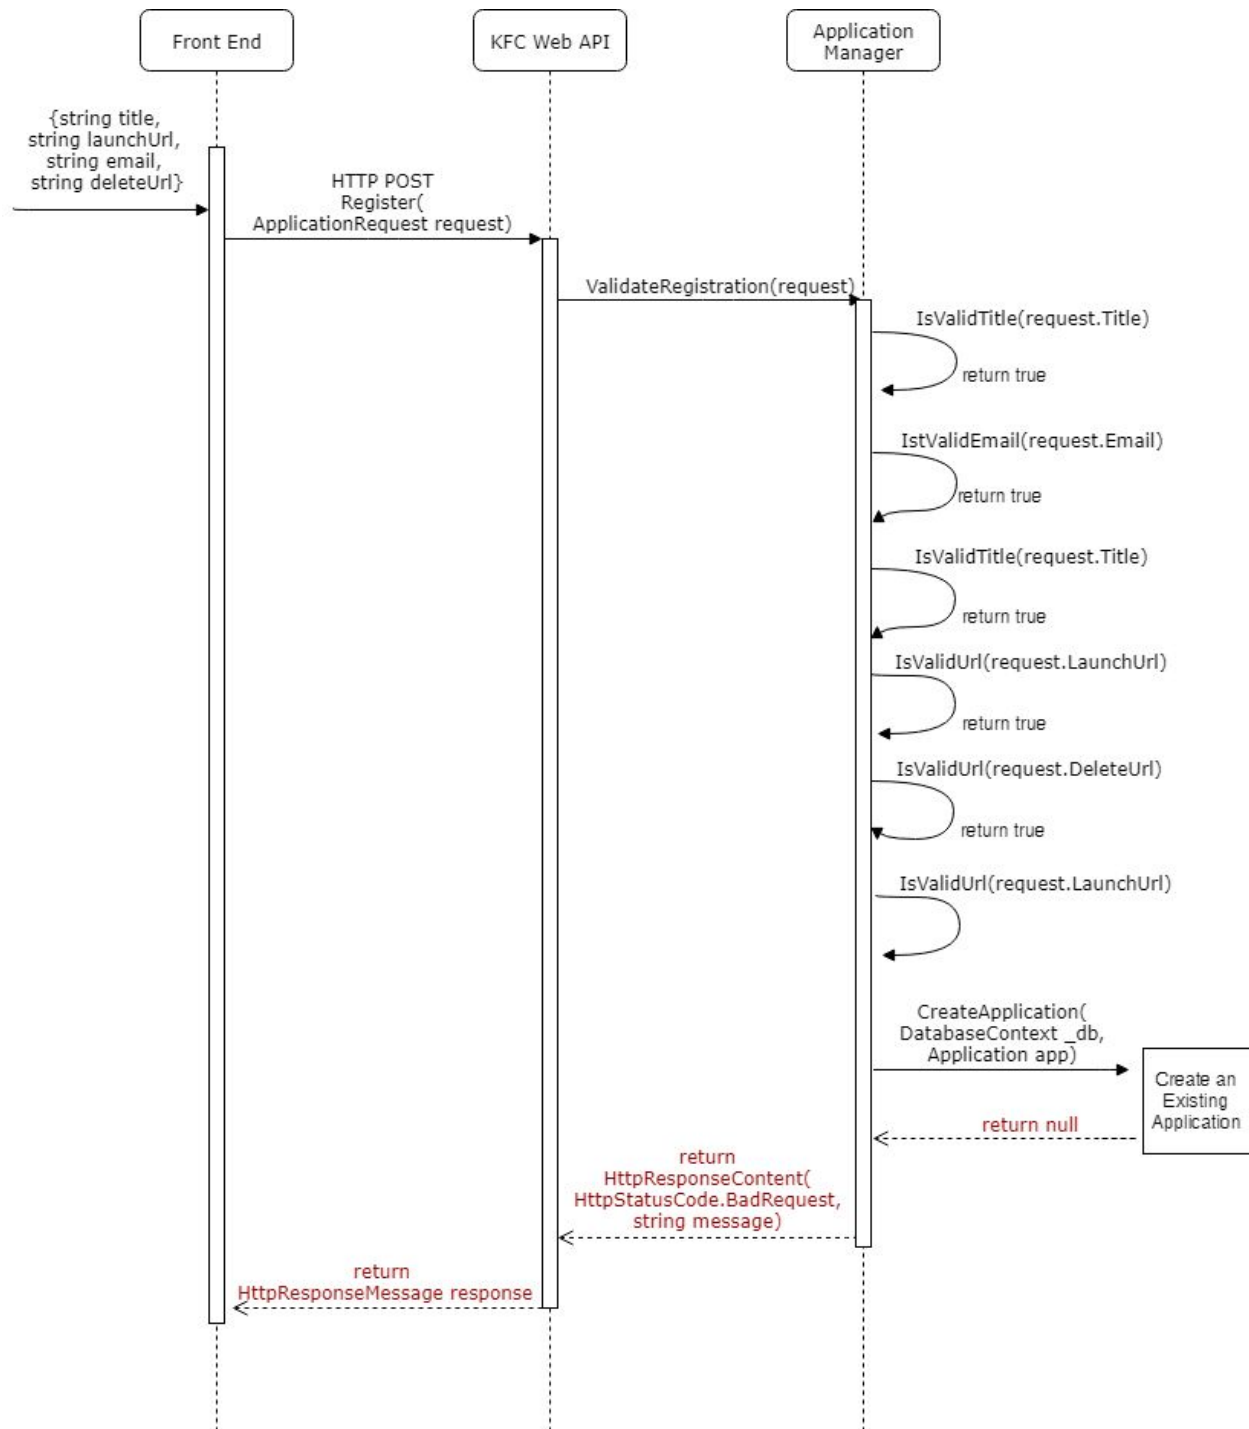 Front End
KFC Web API
Application
Manager
{string title,
string launchUrl,
string email,
string deleteUrl}
HTTP POST
Register(
ApplicationRequest request)
ValidateRegistration(request)
IsValidTitle(request.Title)
return true
IstValidEmail(request.Email)
return true
IsValidTitle(request.Title)
return true
IsValidUrl(request.LaunchUrl)
return true
IsValidUrl(request.DeleteUrl)
return true
IsValidUrl(request.LaunchUrl)
CreateApplication(
DatabaseContext _db,
Application app)
Create an
Existing
Application
return null
return
HttpResponseContent(
HttpStatusCode.BadRequest,
string message)
return
HttpResponseMessage response